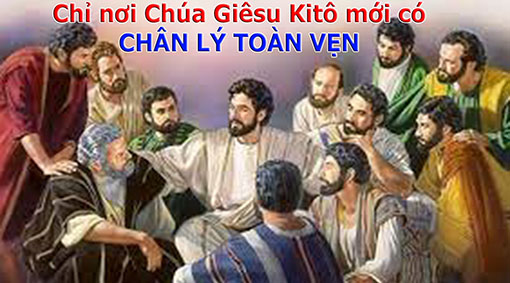 Chỉ nơi Chúa Giêsu Kitô mới có
CHÂN LÝ TOÀN VẸN